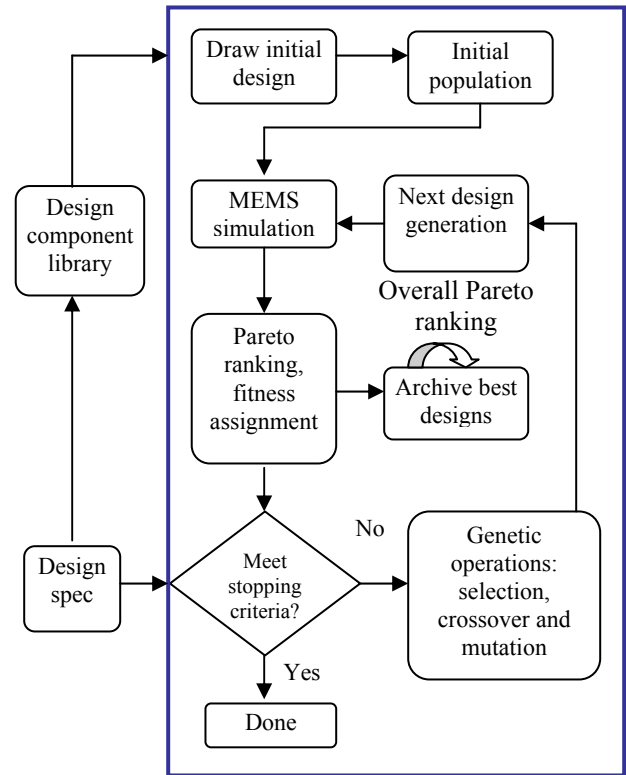 Draw initial
design
Initial
population
Design
component
library
MEMS
simulation
Next design
generation
Overall Pareto
ranking
Pareto
ranking,
fitness
assignment
Archive best
designs
Design
spec
Meet
stopping
criteria?
No
Genetic
operations:
selection,
crossover and
mutation
Yes
Done